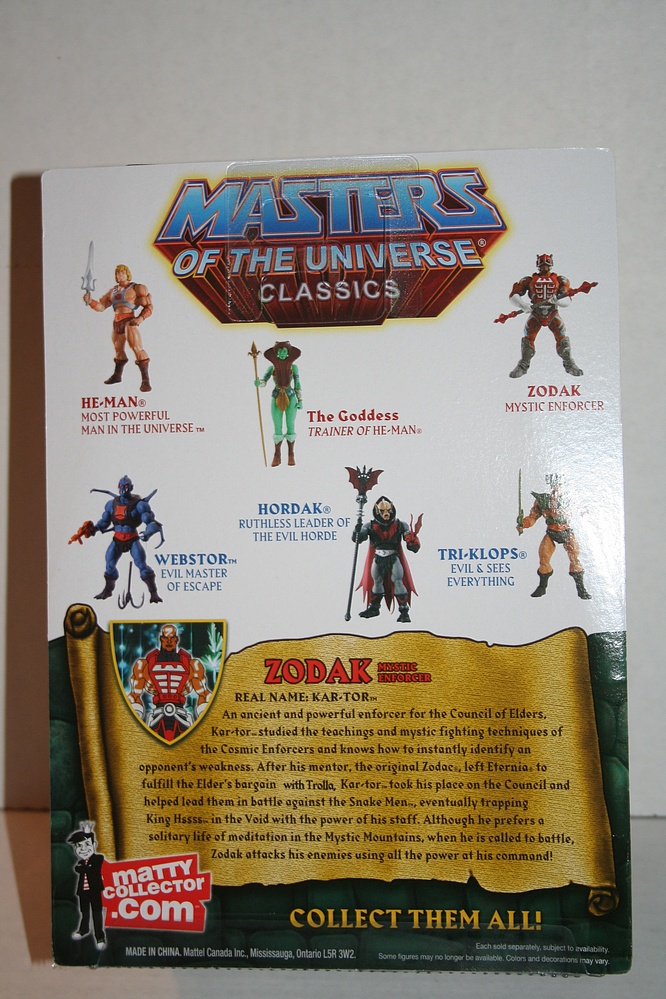 MASTERS
OF THE UNIVERSE®
CLASSICS
HE-MAN®
MOST POWERFUL
MAN IN THE UNIVERSE™
The Goddess
TRAINER OF HE-MAN®
ZODAK
MYSTIC ENFORCER
WEBSTOR™
EVIL MASTER
OF ESCAPE
HORDAK®
RUTHLESS LEADER OF
THE EVIL HORDE
TRI-KLOPS®
EVIL & SEES
EVERYTHING
ZODAK MYSTIC
ENFORCER
REAL NAME: KAR-TOR™
An ancient and powerful enforcer for the Council of Elders,
Kar-tor™ studied the teachings and mystic fighting techniques of
the Cosmic Enforcers and knows how to instantly identify an
opponent's weakness. After his mentor, the original Zodac®, left Eternia® to
fulfill the Elder's bargain with Trolla, Kar-tor™ took his place on the Council and
helped lead them in battle against the Snake Men™, eventually trapping
King Hssss™ in the Void with the power of his staff. Although he prefers a
solitary life of meditation in the Mystic Mountains, when he is called to battle,
Zodak attacks his enemies using all the power at his command!
matty
COLLECTOR
.com™
COLLECT THEM ALL!
MADE IN CHINA. Mattel Canada Inc., Mississauga, Ontario L5R 3W2.
Each sold separately, subject to availability.
Some figures may no longer be available. Colors and decorations may vary.